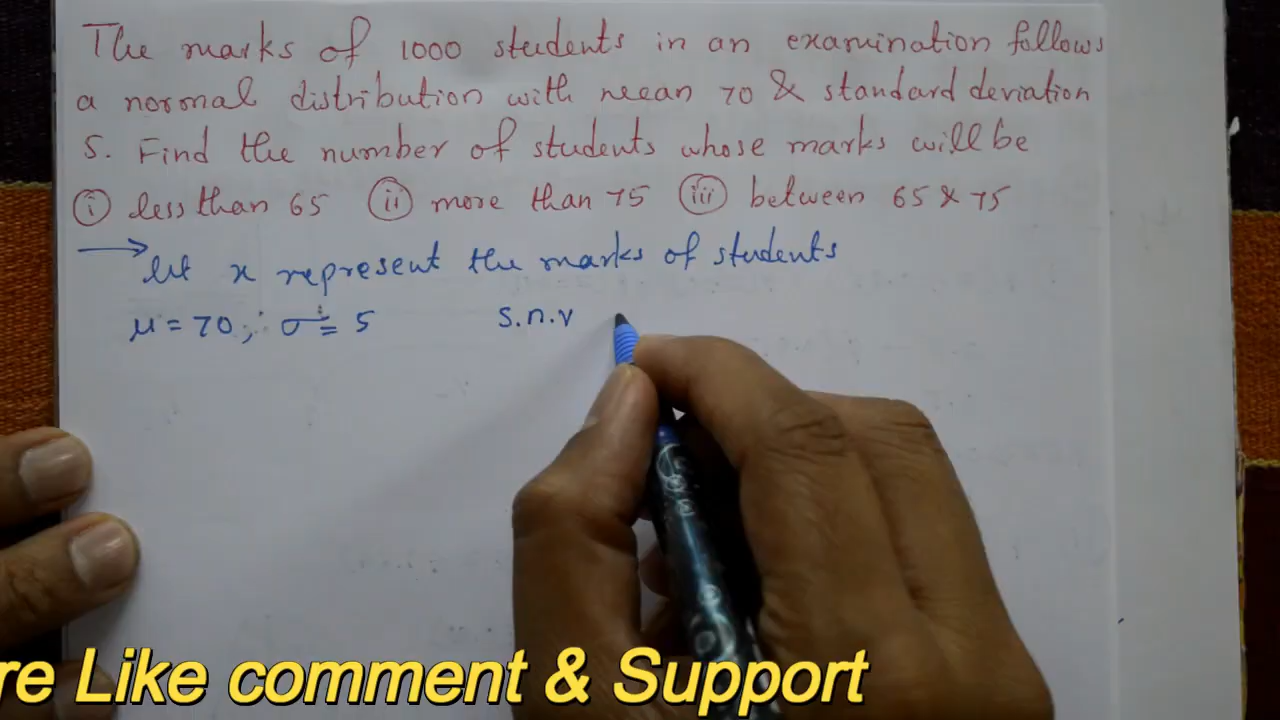 The marks of 1000 students in an examination follows
a normal distribution with mean 70 & standard deviation
5. Find the number of students whose marks will be
(i) less than 65 (ii) more than 75 (iii) between 65 & 75
→ let x represent the marks of students
μ = 70, σ = 5 s.n.v
re Like comment & Support